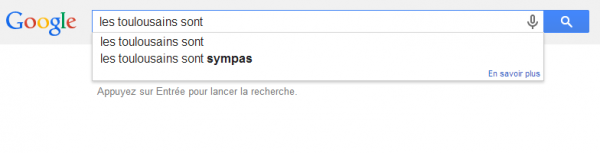 Google les toulousains sont
les toulousains sont
les toulousains sont sympas
En savoir plus
Appuyez sur Entrée pour lancer la recherche.